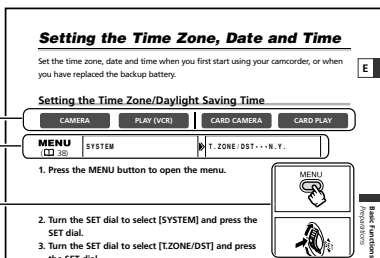 Setting the Time Zone, Date and Time
Set the time zone, date and time when you first start using your camcorder, or when
you have replaced the backup battery.
E
Setting the Time Zone/Daylight Saving Time
CAMERA PLAY (VCR) CARD CAMERA CARD PLAY
MENU
( 38)
SYSTEM T.ZONE/DST•••N.Y.
1. Press the MENU button to open the menu.
MENU
2. Turn the SET dial to select [SYSTEM] and press the
SET dial.
3. Turn the SET dial to select [T.ZONE/DST] and press
the SET dial.
Basic Functions
Preparations